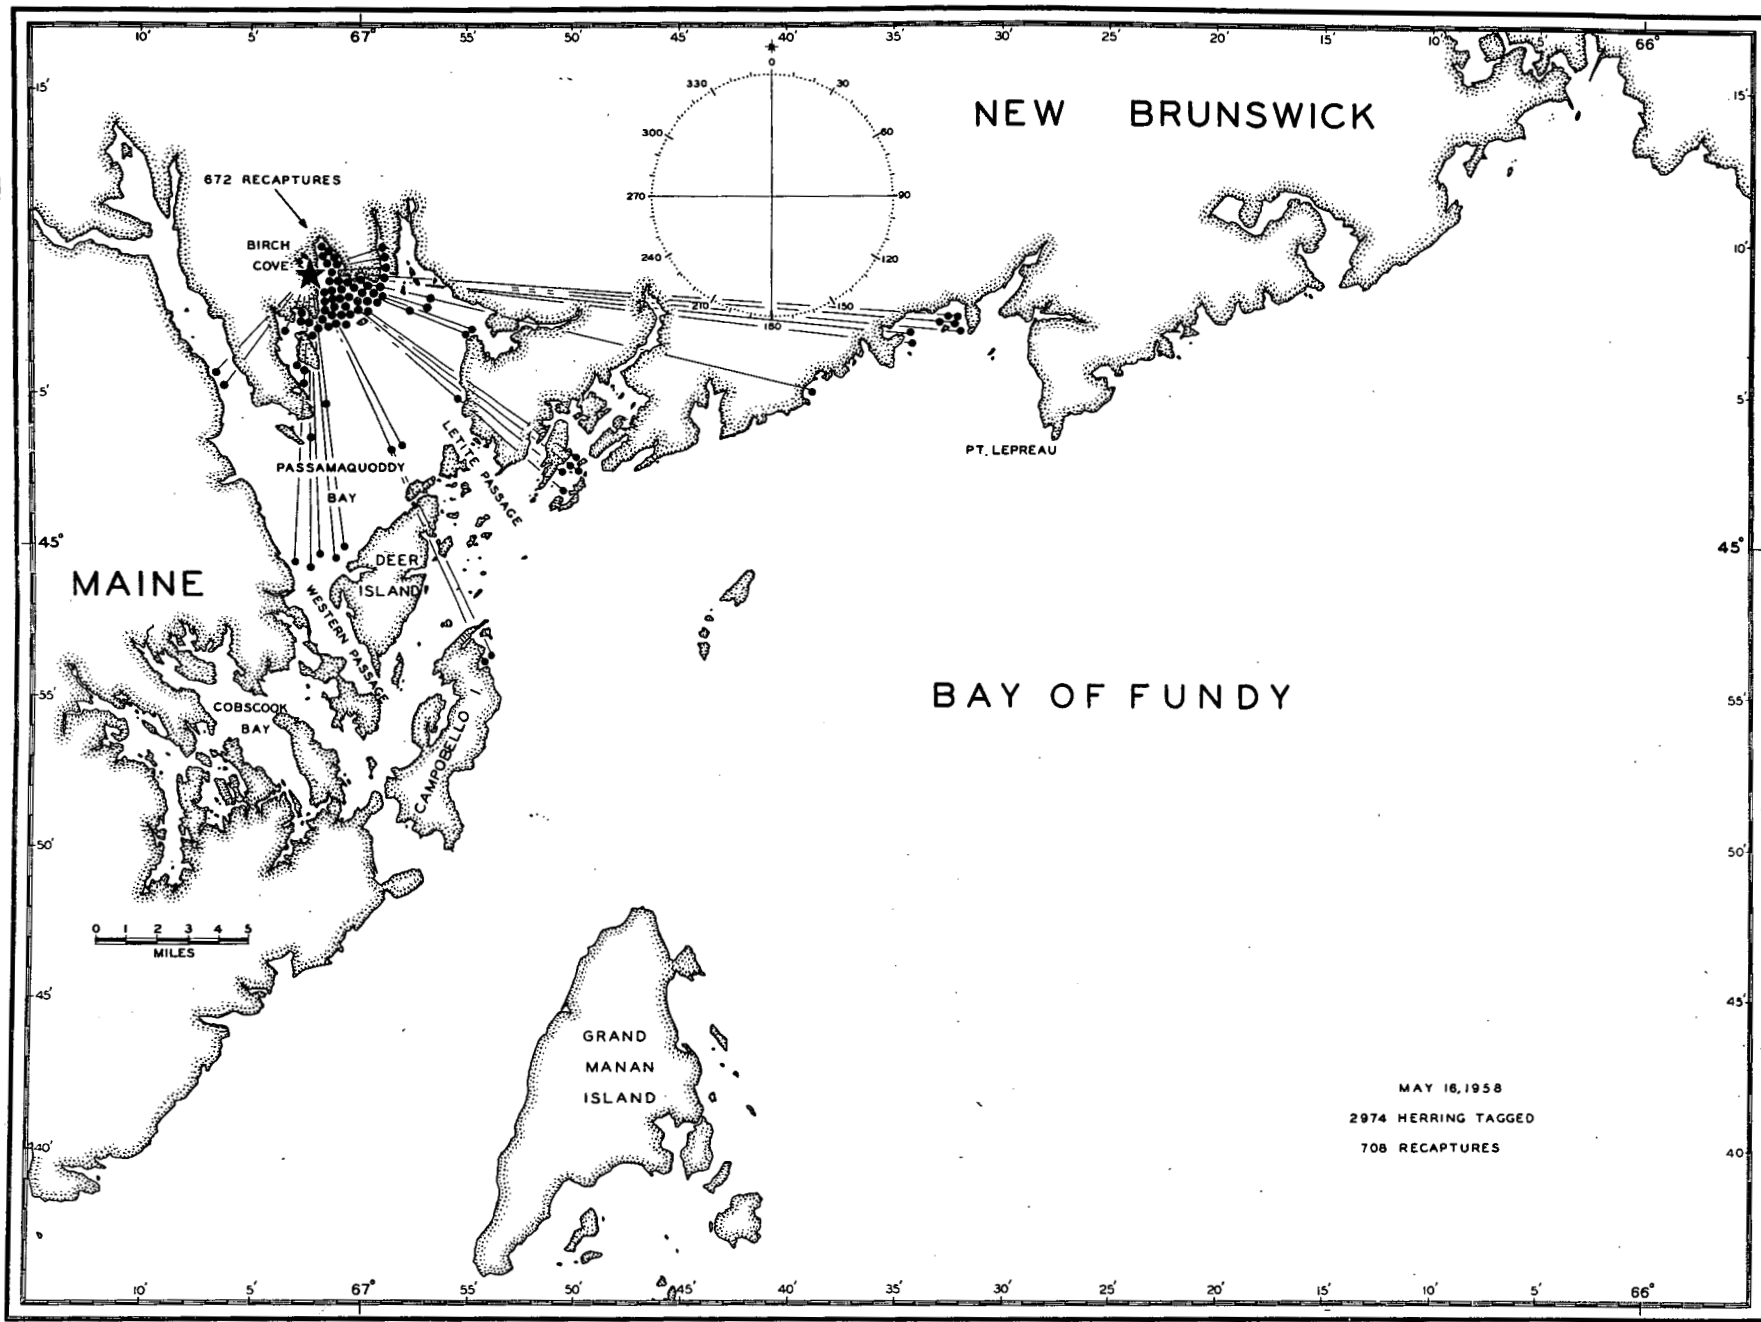 10' 5' 67° 55' 50' 45' 40' 35' 30' 25' 20' 15' 10' 5' 66°
0
330 30
300 60
270 90
240 120
210 150
180
NEW BRUNSWICK
15' 15'
672 RECAPTURES
BIRCH
COVE
10'
5' 5'
LETITE PASSAGE
PT. LEPREAU
PASSAMAQUODDY
BAY
45° 45°
DEER
ISLAND
MAINE
WESTERN PASSAGE
55' 55'
COBSCOOK
BAY
BAY OF FUNDY
CAMPOBELLO I
50' 50'
0 1 2 3 4 5
MILES
45' 45'
GRAND
MANAN
ISLAND
MAY 16, 1958
2974 HERRING TAGGED
708 RECAPTURES
40' 40'
10' 5' 67° 55' 50' 45' 40' 35' 30' 25' 20' 15' 10' 5' 66°